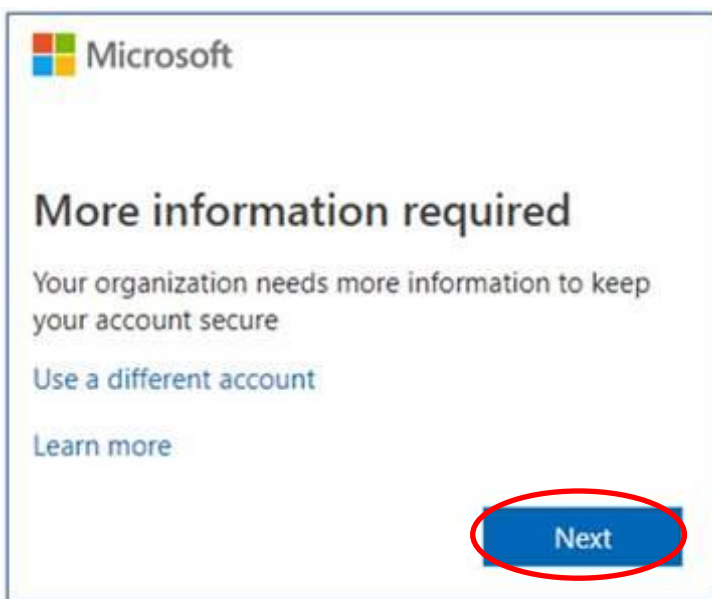 Microsoft
More information required
Your organization needs more information to keep
your account secure
Use a different account
Learn more
Next